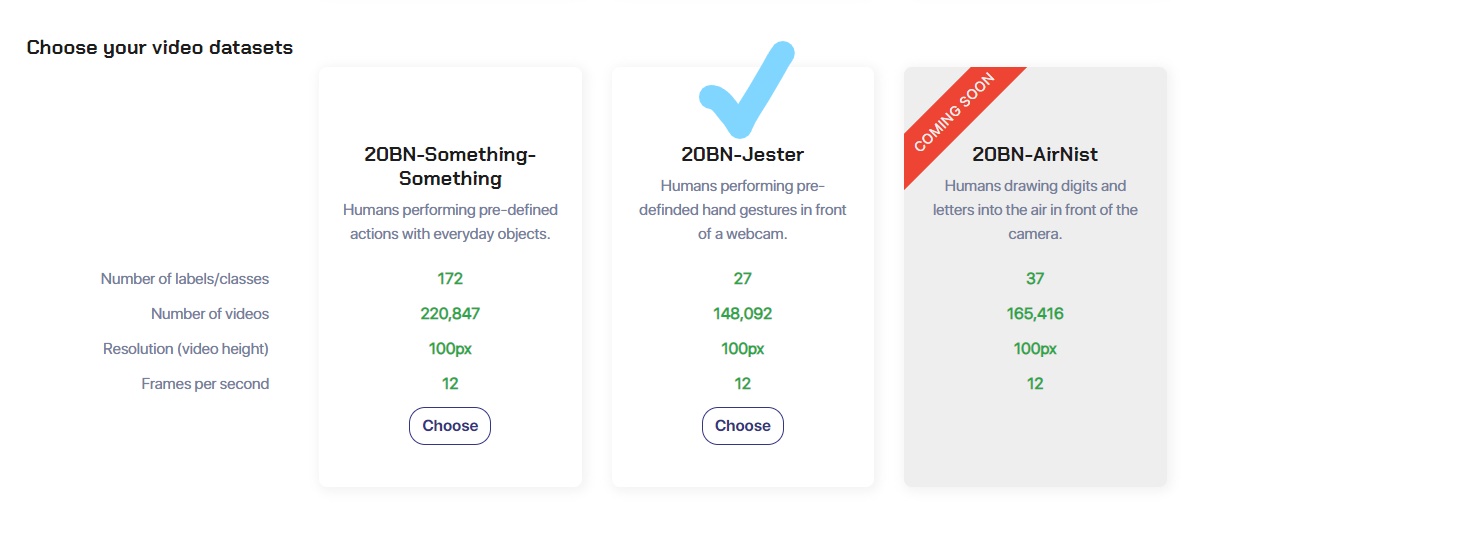 Choose your video datasets
COMING SOON
20BN-Something-
Something
Humans performing pre-defined
actions with everyday objects.
20BN-Jester
Humans performing pre-
definded hand gestures in front
of a webcam.
20BN-AirNist
Humans drawing digits and
letters into the air in front of the
camera.
Number of labels/classes 172 27 37
Number of videos 220,847 148,092 165,416
Resolution (video height) 100px 100px 100px
Frames per second 12 12 12
Choose Choose